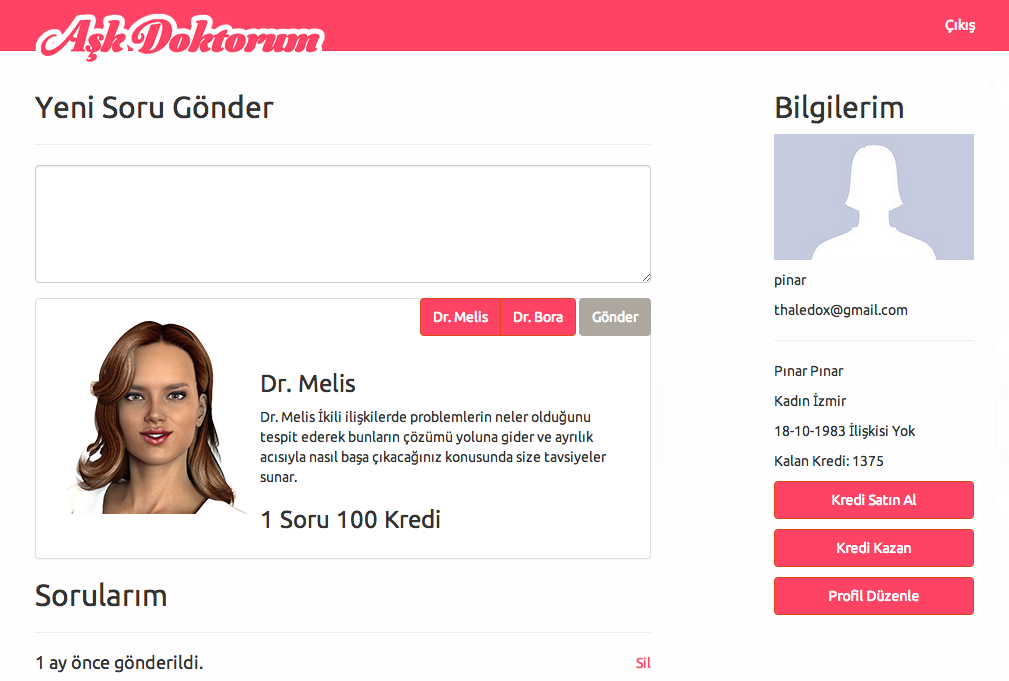 Aşk Doktorum
Çıkış
Yeni Soru Gönder
Dr. Melis
Dr. Bora
Gönder
Dr. Melis
Dr. Melis İkili ilişkilerde problemlerin neler olduğunu
tespit ederek bunların çözümü yoluna gider ve ayrılık
acısıyla nasıl başa çıkacağınız konusunda size tavsiyeler
sunar.
1 Soru 100 Kredi
Sorularım
1 ay önce gönderildi.
Sil
Bilgilerim
pinar
thaledox@gmail.com
Pınar Pınar
Kadın İzmir
18-10-1983 İlişkisi Yok
Kalan Kredi: 1375
Kredi Satın Al
Kredi Kazan
Profil Düzenle